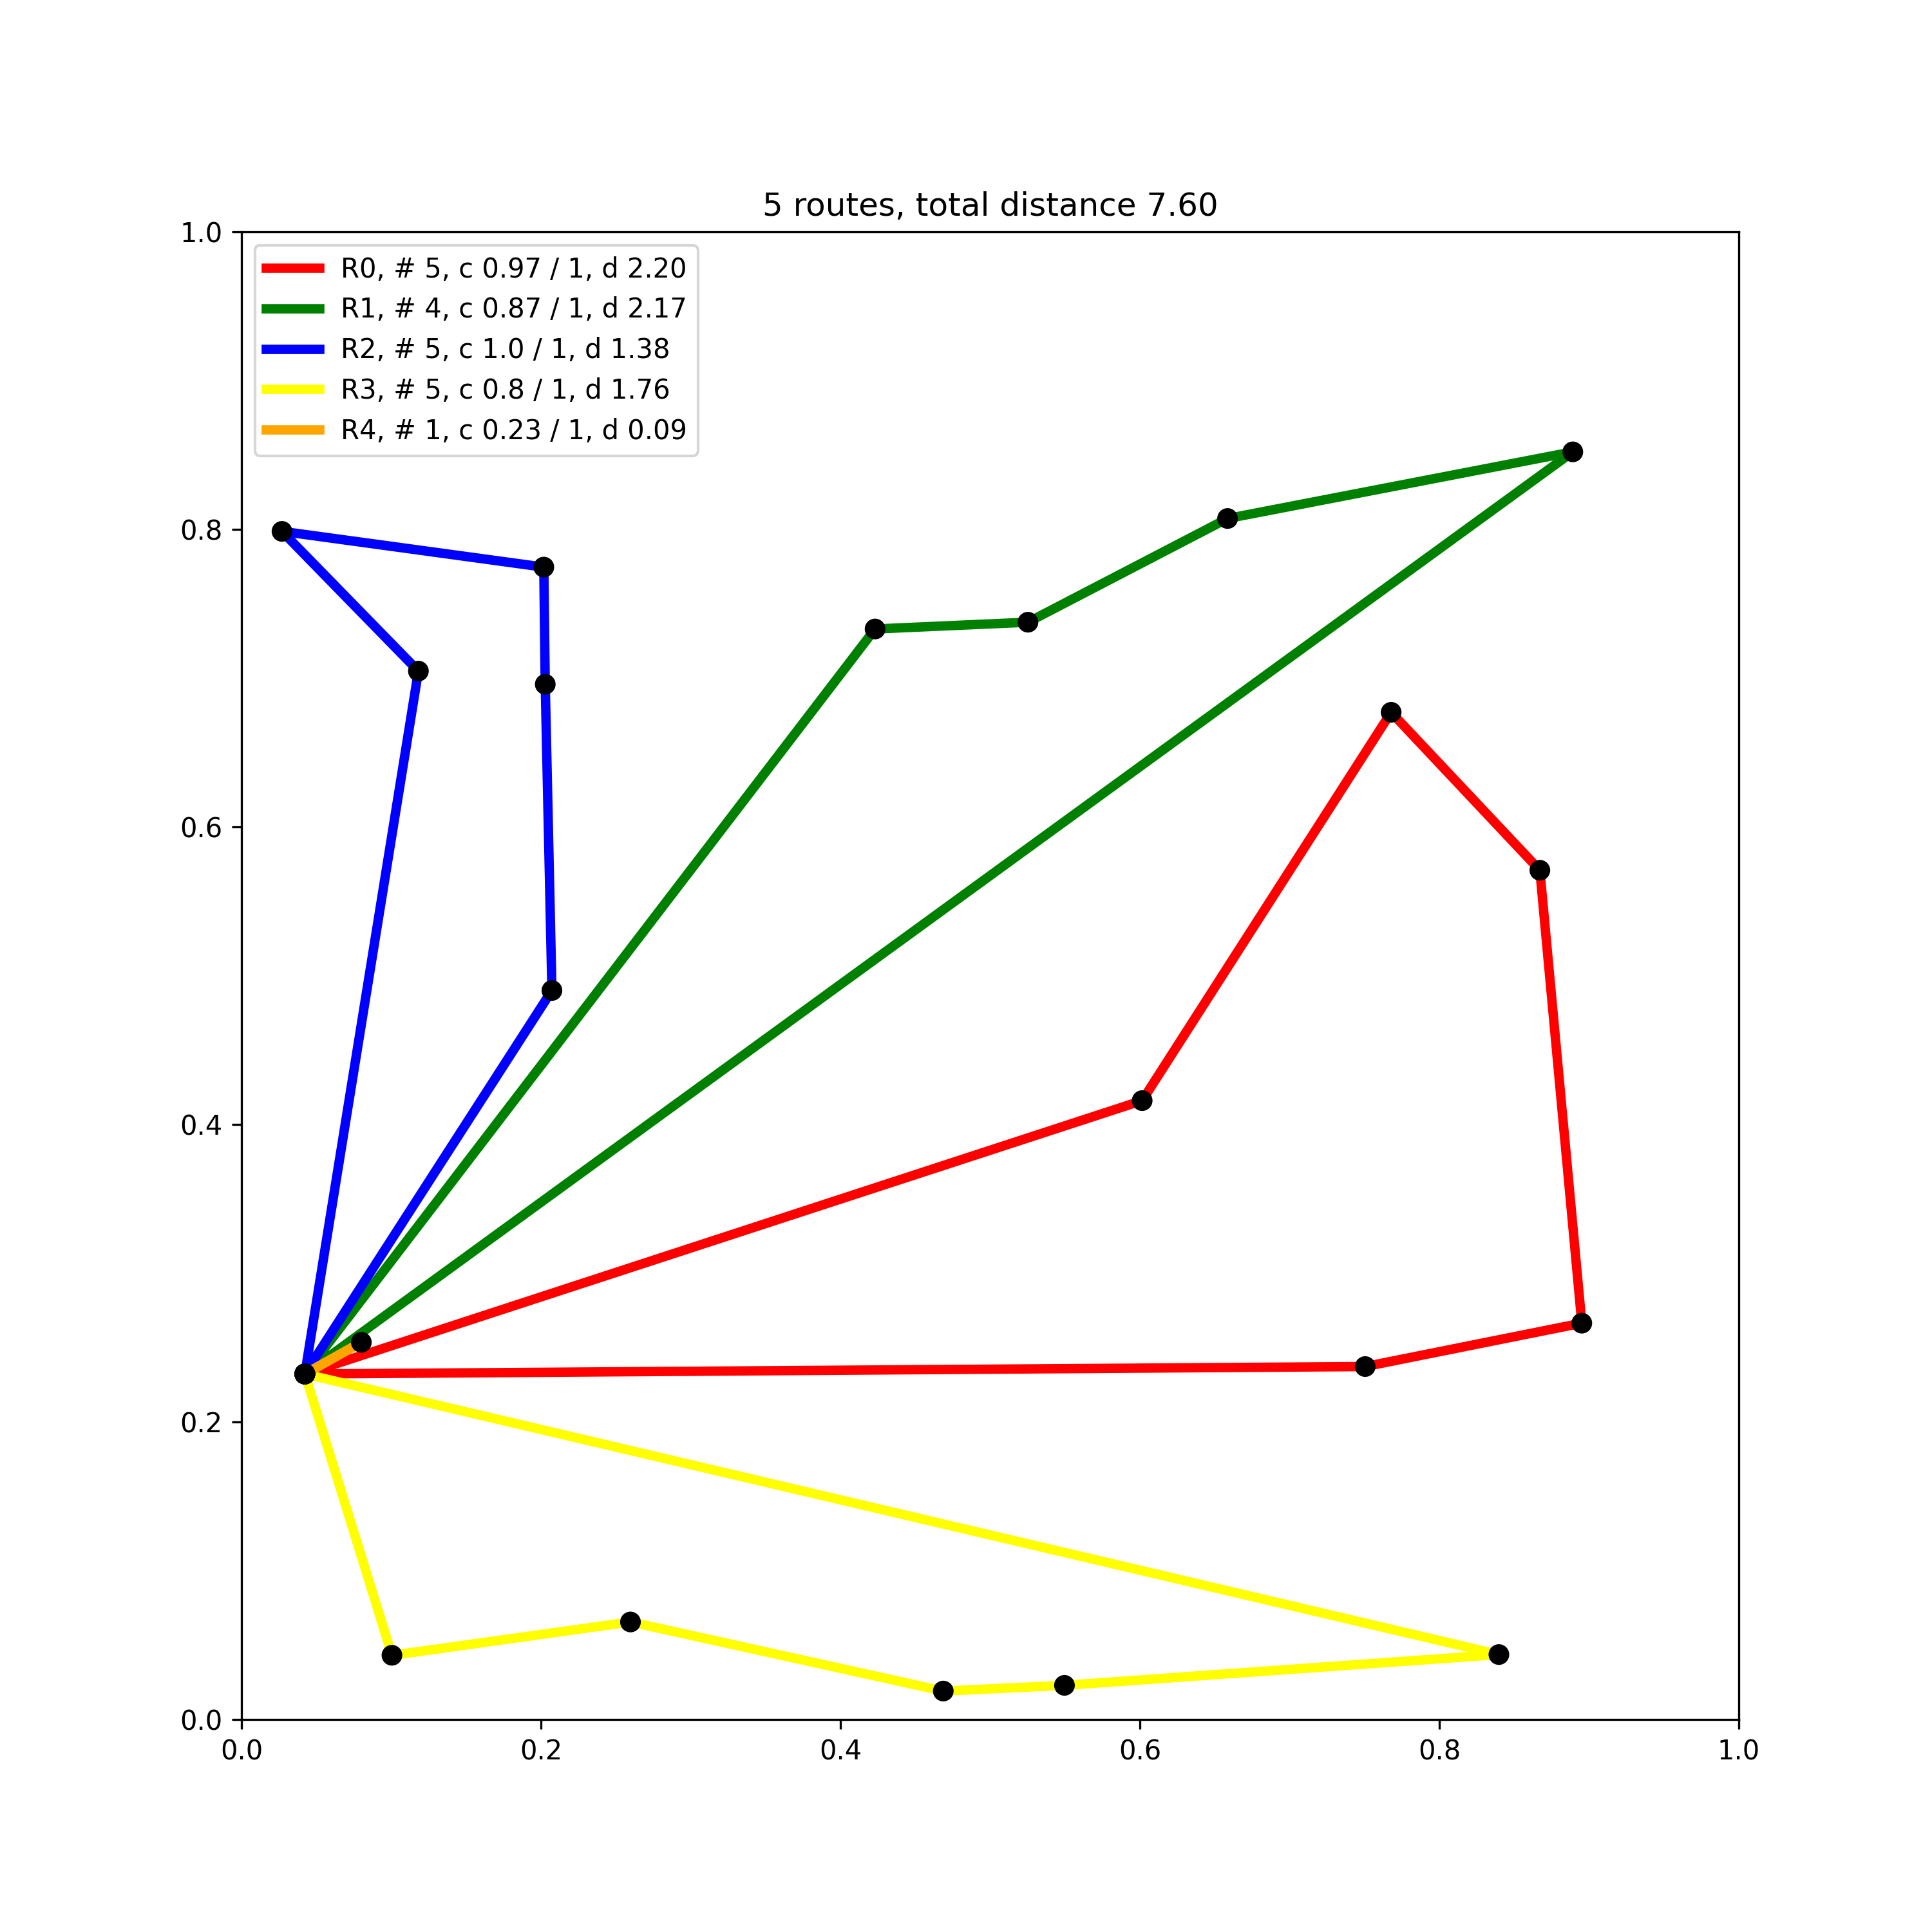 5 routes, total distance 7.60
1.0
R0, # 5, c 0.97 / 1, d 2.20
R1, # 4, c 0.87 / 1, d 2.17
R2, # 5, c 1.0 / 1, d 1.38
R3, # 5, c 0.8 / 1, d 1.76
R4, # 1, c 0.23 / 1, d 0.09
0.8
0.6
0.4
0.2
0.0
0.0 0.2 0.4 0.6 0.8 1.0